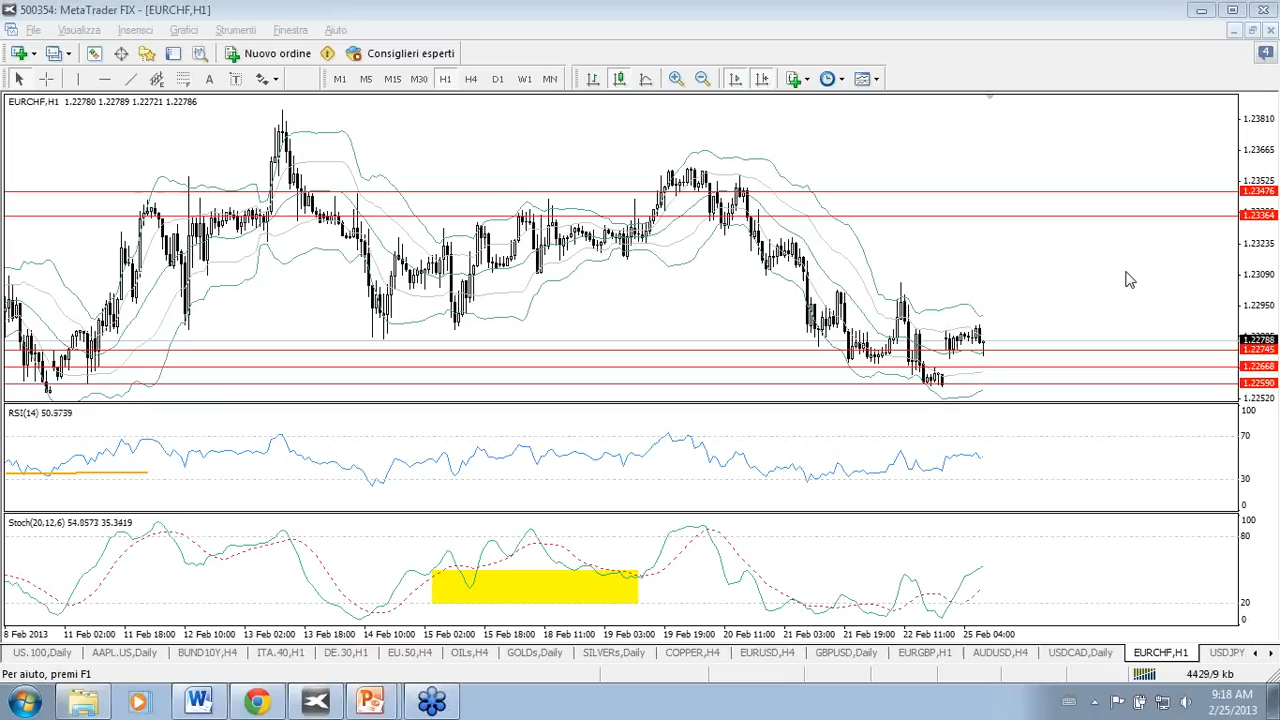 500354: MetaTrader FIX - [EURCHF,H1]
File Visualizza Inserisci Grafici Strumenti Finestra Aiuto
Nuovo ordine Consiglieri esperti 4
A T M1 M5 M15 M30 H1 H4 D1 W1 MN
EURCHF,H1 1.22780 1.22789 1.22721 1.22786
1.23810
1.23665
1.23525
1.23476
1.23364
1.23235
1.23090
1.22950
1.22788
1.22745
1.22668
1.22590
1.22520
RSI(14) 50.5739
100
70
30
0
Stoch(20,12,6) 54.8573 35.3419
100
80
20
0
8 Feb 2013 11 Feb 02:00 11 Feb 18:00 12 Feb 10:00 13 Feb 02:00 13 Feb 18:00 14 Feb 10:00 15 Feb 02:00 15 Feb 18:00 18 Feb 11:00 19 Feb 03:00 19 Feb 19:00 20 Feb 11:00 21 Feb 03:00 21 Feb 19:00 22 Feb 11:00 25 Feb 04:00
US.100,Daily AAPL.US,Daily BUND10Y,H4 ITA.40,H1 DE.30,H1 EU.50,H4 OILs,H4 GOLDs,Daily SILVERs,Daily COPPER,H4 EURUSD,H4 GBPUSD,Daily EURGBP,H1 AUDUSD,H4 USDCAD,Daily EURCHF,H1 USDJPY
Per aiuto, premi F1 4429/9 kb
9:18 AM
2/25/2013